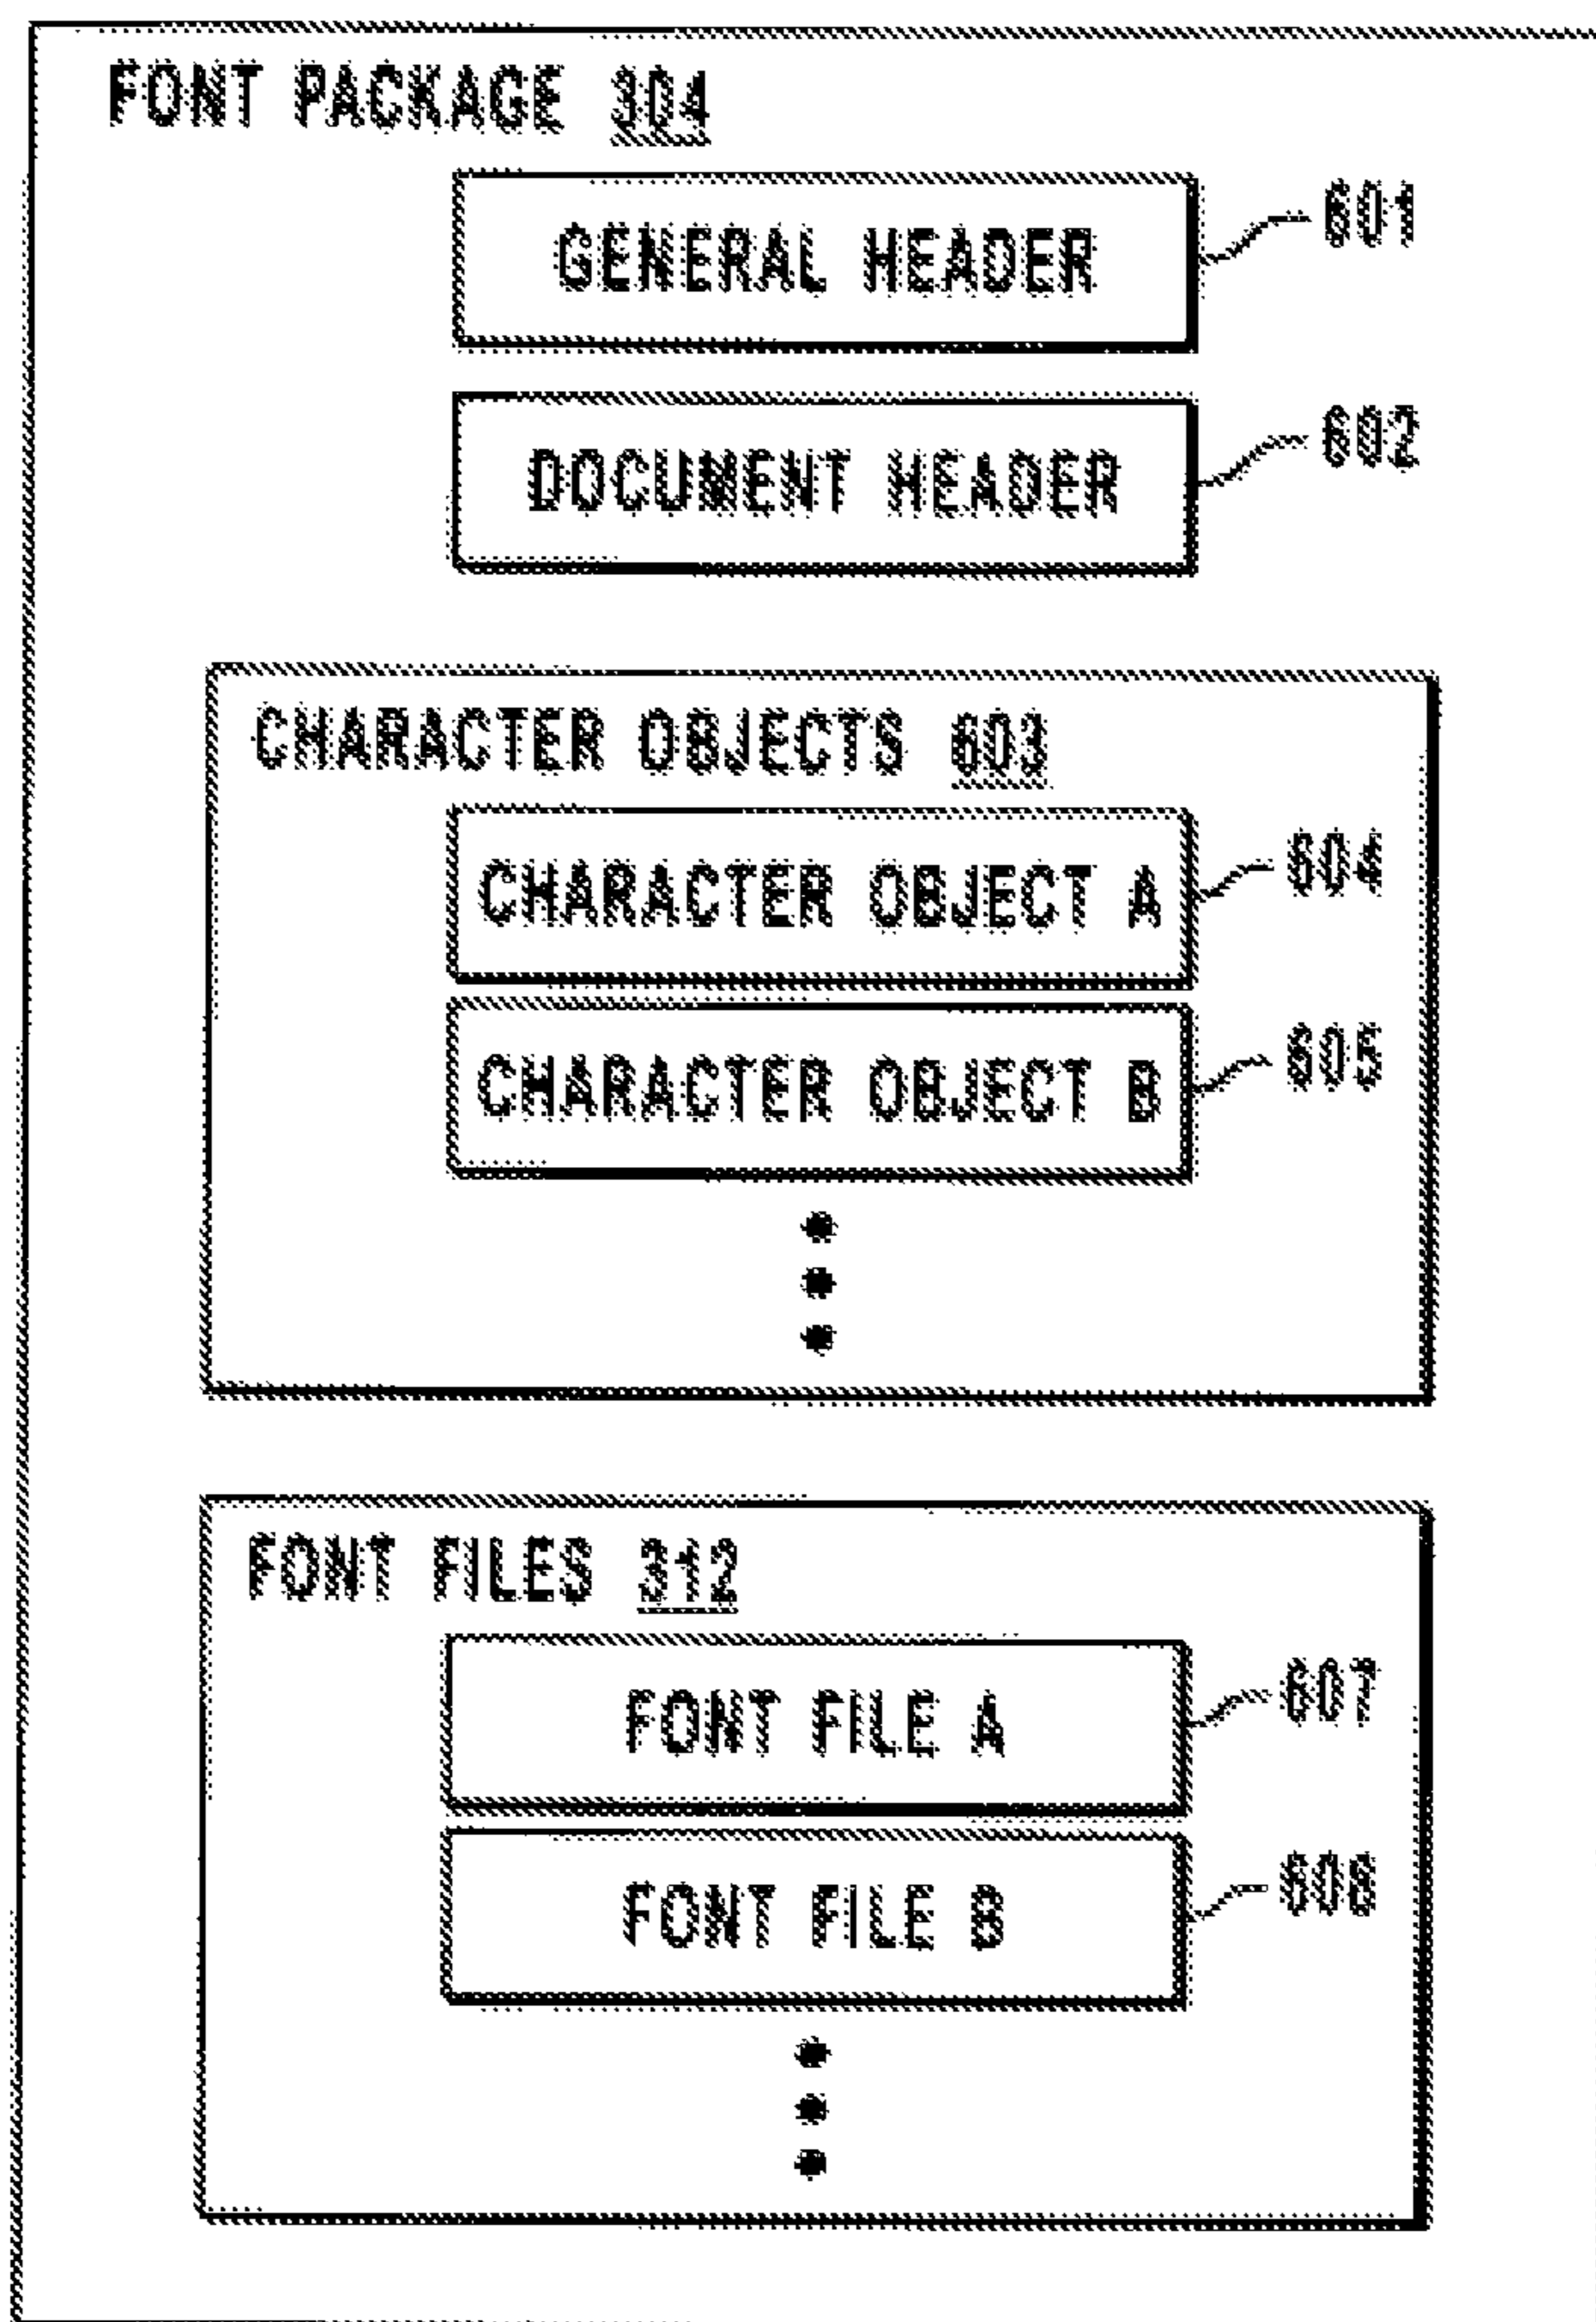 FONT PACKAGE 304
GENERAL HEADER 601
DOCUMENT HEADER 602
CHARACTER OBJECTS 603
CHARACTER OBJECT A 604
CHARACTER OBJECT B 605
FONT FILES 312
FONT FILE A 607
FONT FILE B 608